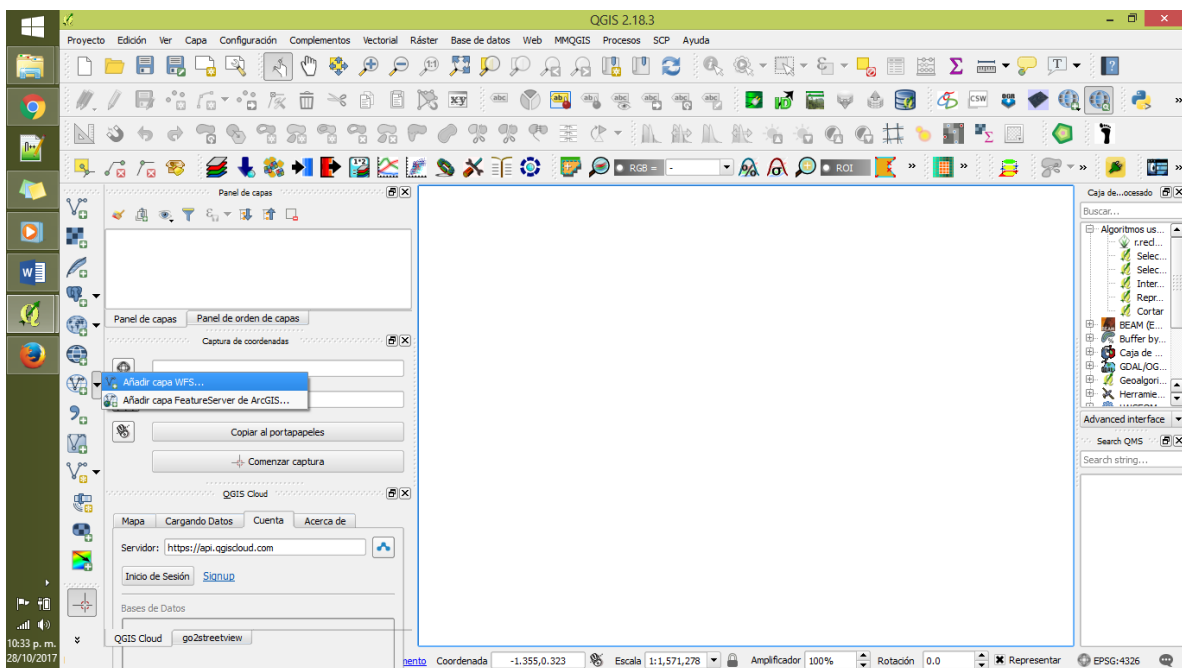 QGIS 2.18.3
Proyecto Edición Ver Capa Configuración Complementos Vectorial Ráster Base de datos Web MMQGIS Procesos SCP Ayuda
RGB = -
ROI
Panel de capas
Panel de capas Panel de orden de capas
Captura de coordenadas
Añadir capa WFS...
Añadir capa FeatureServer de ArcGIS...
Copiar al portapapeles
Comenzar captura
QGIS Cloud
Mapa Cargando Datos Cuenta Acerca de
Servidor: https://api.qgiscloud.com
Inicio de Sesión Signup
Bases de Datos
QGIS Cloud go2streetview
Caja de...ocesado
Buscar...
Algoritmos us...
r.recl...
Selec...
Selec...
Inter...
Repr...
Cortar
BEAM (E...
Buffer by...
Caja de ...
GDAL/OG...
Geoalgori...
Herramie...
Advanced interface
Search QMS
Search string...
10:33 p. m.
28/10/2017
mento Coordenada -1.355,0.323 Escala 1:1,571,278 Amplificador 100% Rotación 0.0 Representar EPSG:4326